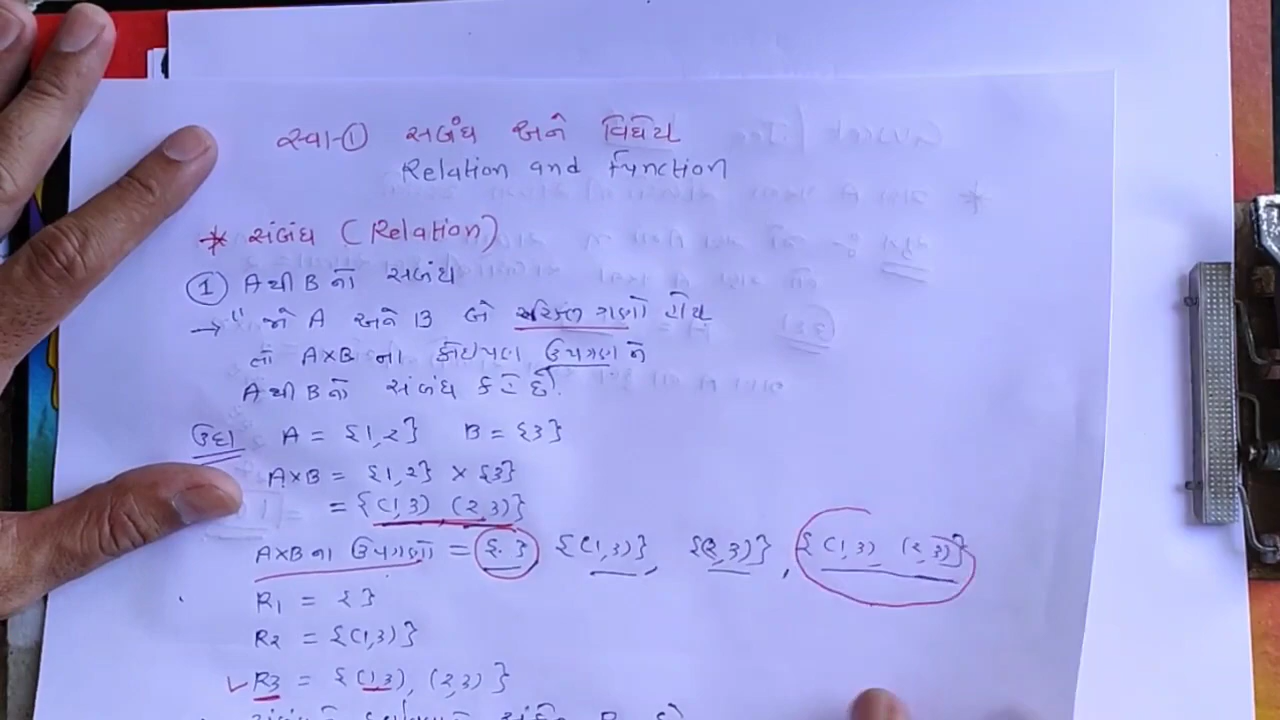 સ્વા-① સબંધ અને વિધેય
Relation and function
* સંબંધ (Relation)
① A થી B નો સબંધ
→ " જો A અને B બે અરિક્ત ગણો હોય
તો A×B ના કોઈપણ ઉપગણ ને
A થી B નો સંબંધ કહે છે.
ઉદા A = {1,2} B = {3}
A×B = {1,2} × {3}
= {(1,3) (2,3)}
A×B ના ઉપગણો = { } {(1,3)}, {(2,3)}, {(1,3) (2,3)}
R1 = { }
R2 = {(1,3)}
✓ R3 = {(1,3), (2,3)}